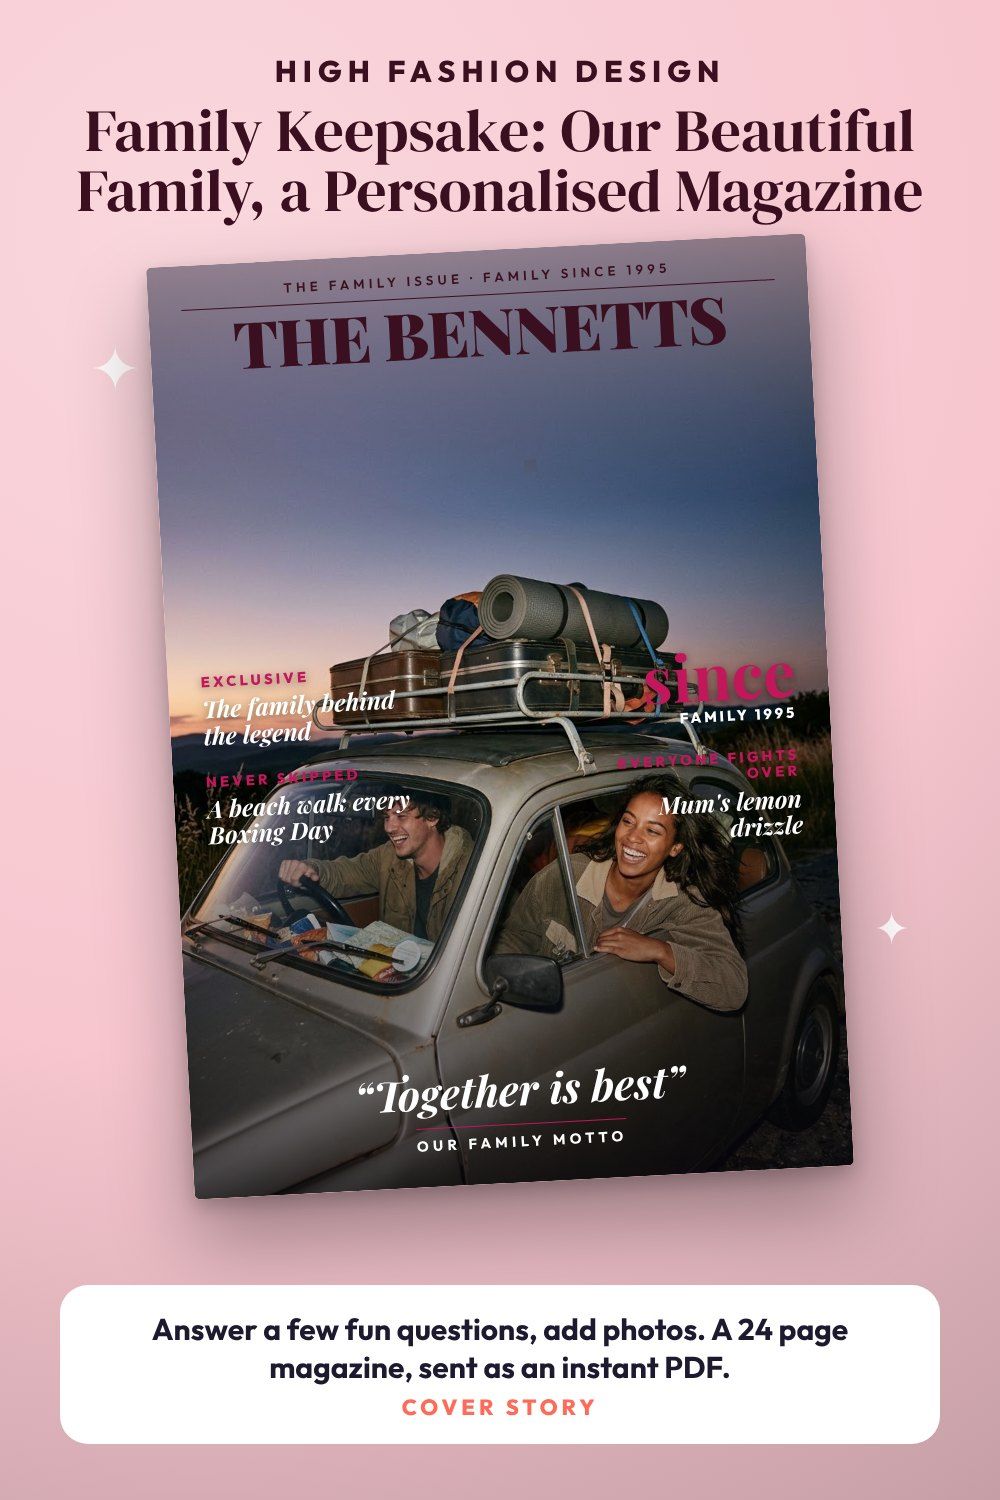 HIGH FASHION DESIGN
Family Keepsake: Our Beautiful
Family, a Personalised Magazine
THE FAMILY ISSUE · FAMILY SINCE 1995
THE BENNETTS
EXCLUSIVE
The family behind
the legend
NEVER SKIPPED
A beach walk every
Boxing Day
since
FAMILY 1995
EVERYONE FIGHTS
OVER
Mum's lemon
drizzle
“Together is best”
OUR FAMILY MOTTO
Answer a few fun questions, add photos. A 24 page
magazine, sent as an instant PDF.
COVER STORY